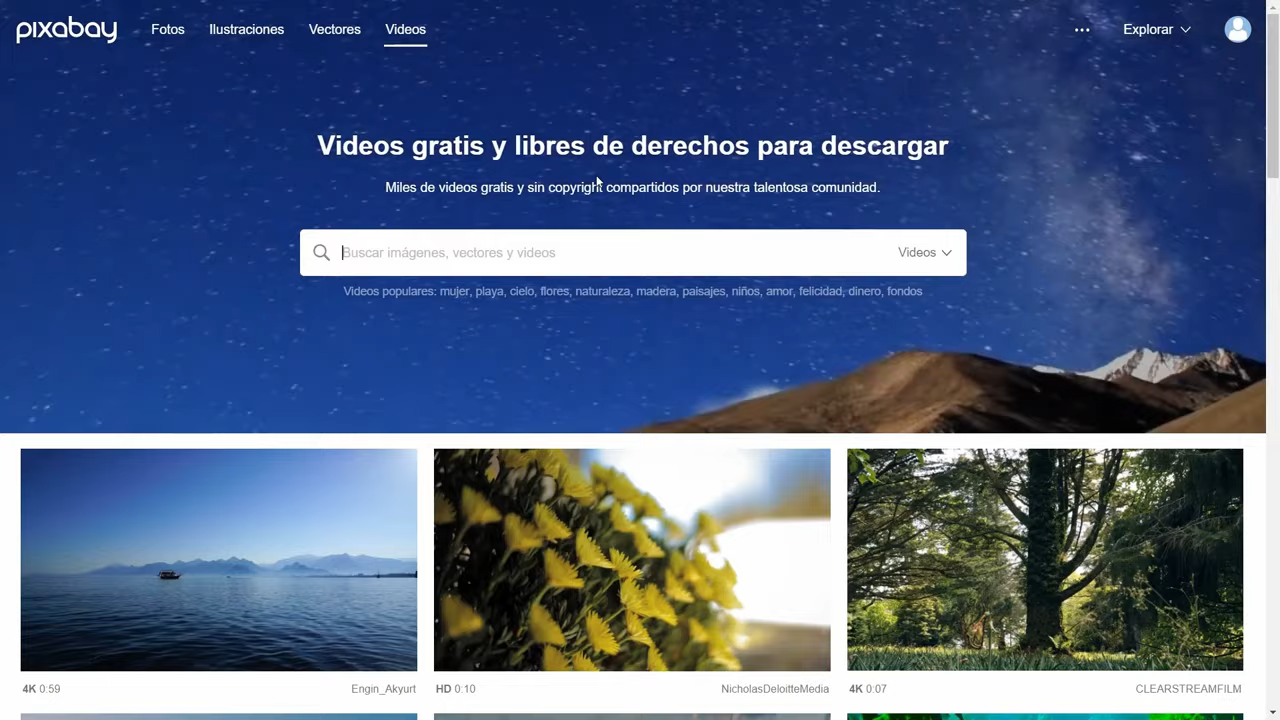 pixabay Fotos Ilustraciones Vectores Videos ... Explorar
Videos gratis y libres de derechos para descargar
Miles de videos gratis y sin copyright compartidos por nuestra talentosa comunidad.
Buscar imágenes, vectores y videos Videos
Videos populares: mujer, playa, cielo, flores, naturaleza, madera, paisajes, niños, amor, felicidad, dinero, fondos
4K 0:59 Engin_Akyurt HD 0:10 NicholasDeloitteMedia 4K 0:07 CLEARSTREAMFILM